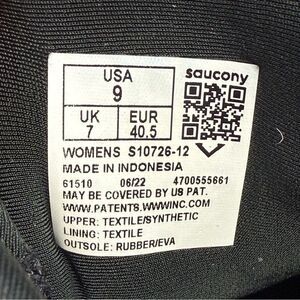 USA
9
saucony
UK
7
EUR
40.5
WOMENS S10726-12
MADE IN INDONESIA
61510 06/22 4700555661
MAY BE COVERED BY US PAT.
WWW.PATENTS.WWWINC.COM
UPPER: TEXTILE/SYNTHETIC
LINING: TEXTILE
OUTSOLE: RUBBER/EVA